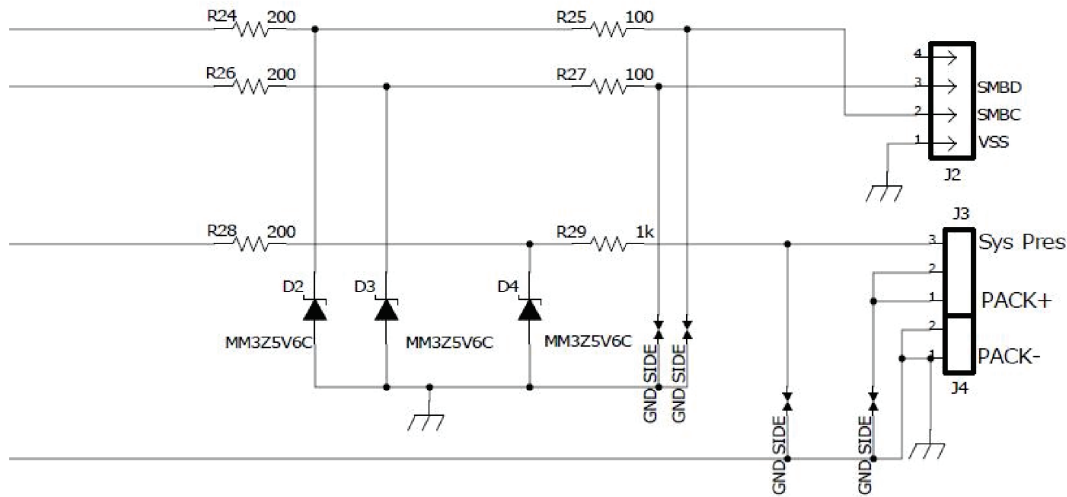 R24 200 R25 100
R26 200 R27 100
4
3 SMBD
2 SMBC
1 VSS
J2
J3
R28 200 R29 1k
3 Sys Pres
2
1 PACK+
2
1 PACK-
J4
D2 D3 D4
MM3Z5V6C MM3Z5V6C MM3Z5V6C
GND SIDE
GND SIDE
GND SIDE
GND SIDE